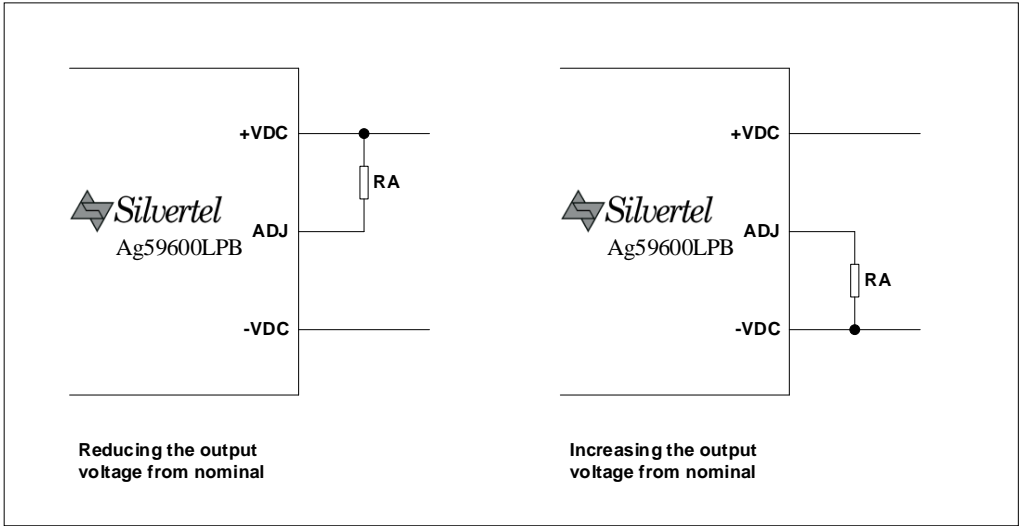 +VDC
RA
Silvertel
ADJ
Ag59600LPB
-VDC
Reducing the output
voltage from nominal
+VDC
Silvertel
ADJ
Ag59600LPB
RA
-VDC
Increasing the output
voltage from nominal